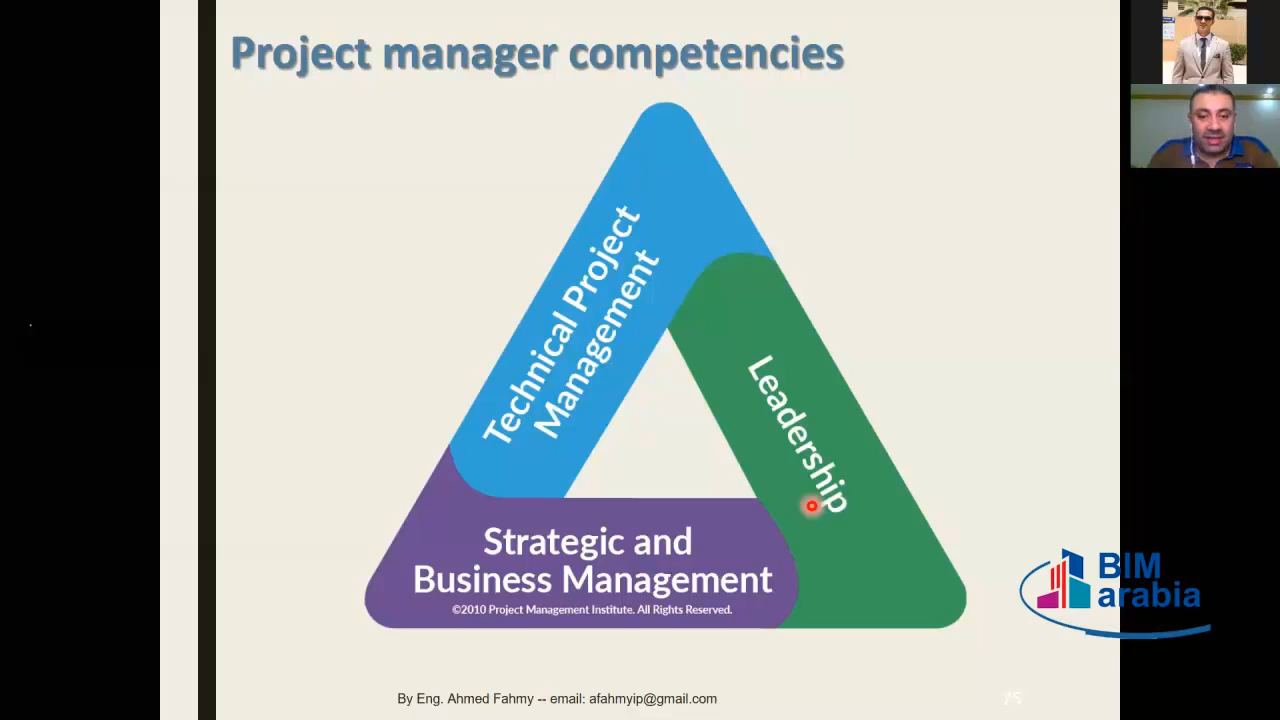 Project manager competencies
Technical Project
Management
Leadership
Strategic and
Business Management
©2010 Project Management Institute. All Rights Reserved.
BIM
arabia
By Eng. Ahmed Fahmy -- email: afahmyip@gmail.com
75